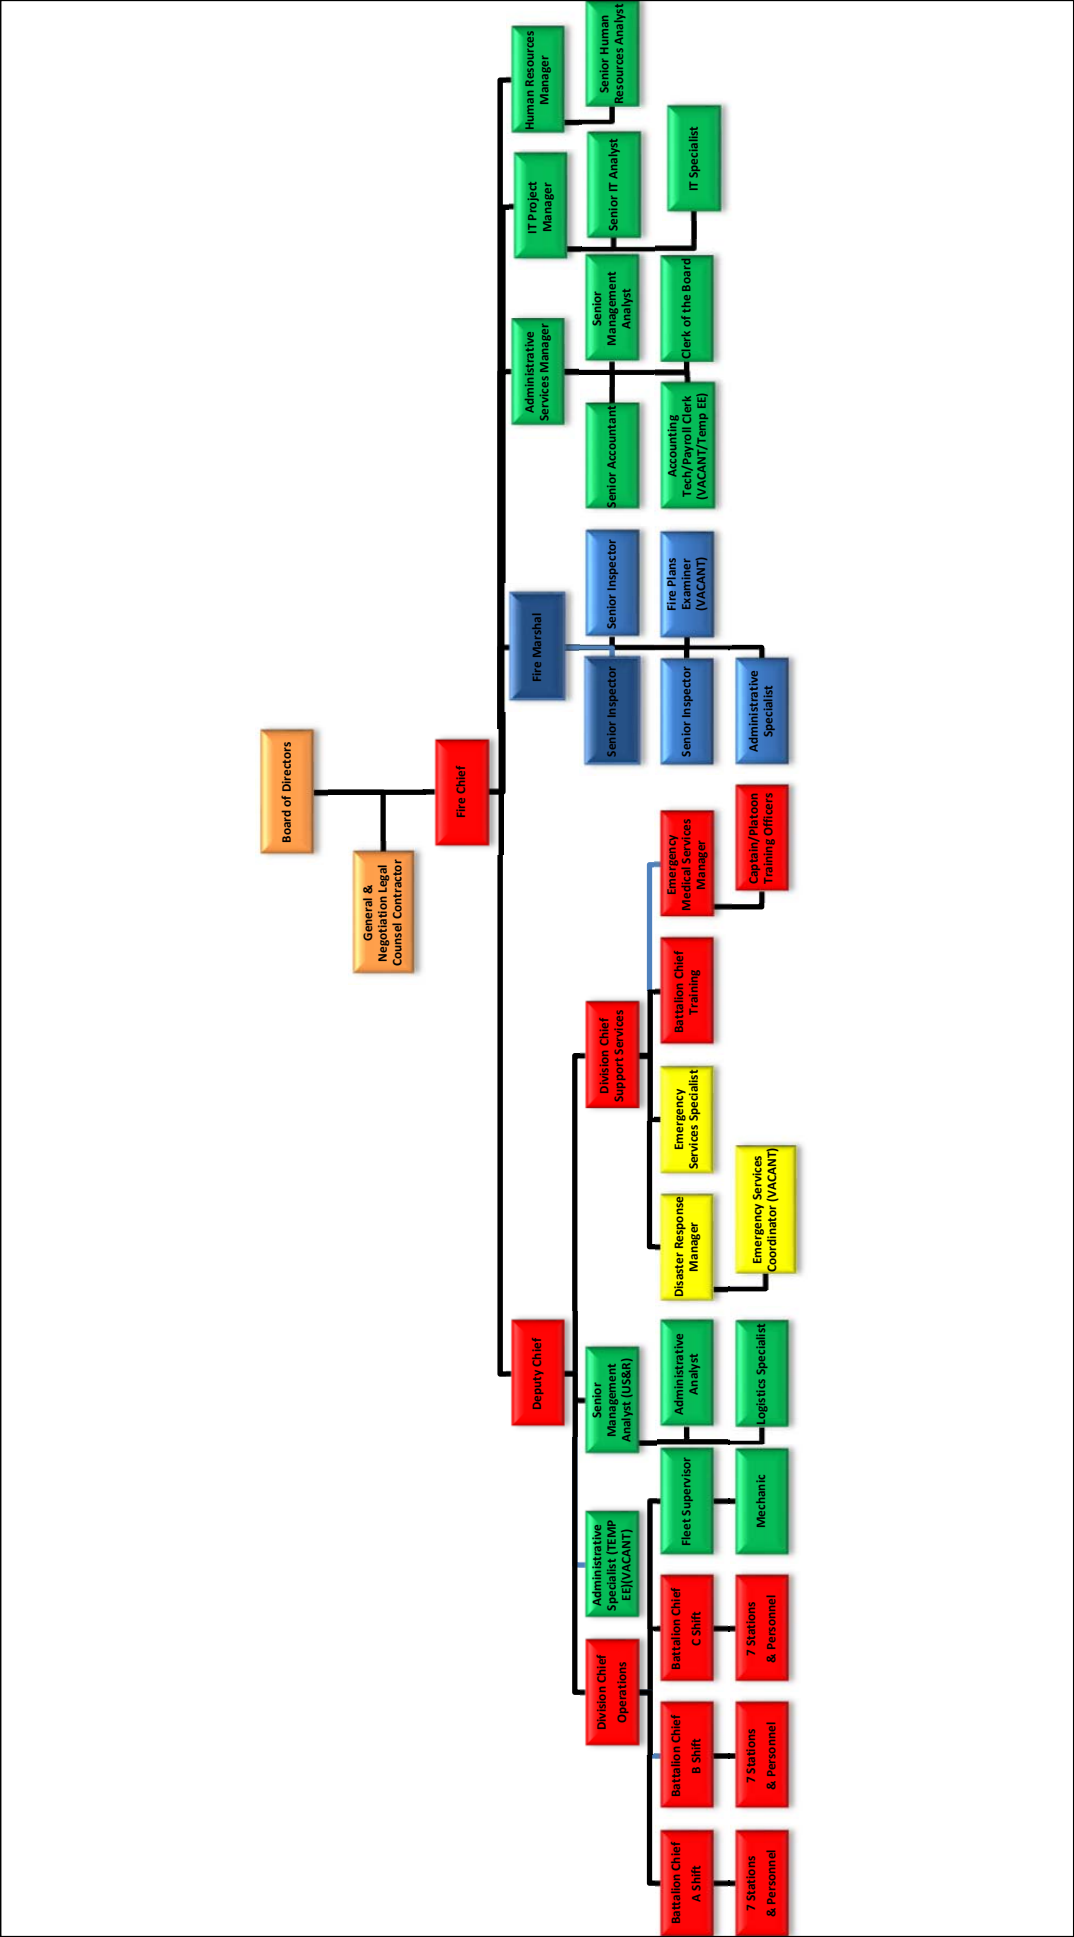 Board of Directors
General &
Negotiation Legal
Counsel Contractor
Fire Chief
Deputy Chief
Fire Marshal
Administrative
Services Manager
IT Project
Manager
Human Resources
Manager
Division Chief
Operations
Administrative
Specialist (TEMP
EE)(VACANT)
Senior
Management
Analyst (US&R)
Division Chief
Support Services
Senior Inspector
Senior Inspector
Senior Accountant
Senior
Management
Analyst
Senior IT Analyst
Senior Human
Resources Analyst
Battalion Chief
A Shift
Battalion Chief
B Shift
Battalion Chief
C Shift
Fleet Supervisor
Administrative
Analyst
Disaster Response
Manager
Emergency
Services Specialist
Battalion Chief
Training
Emergency
Medical Services
Manager
Senior Inspector
Fire Plans
Examiner
(VACANT)
Accounting
Tech/Payroll Clerk
(VACANT/Temp EE)
Clerk of the Board
IT Specialist
7 Stations
& Personnel
7 Stations
& Personnel
7 Stations
& Personnel
Mechanic
Logistics Specialist
Emergency Services
Coordinator (VACANT)
Captain/Platoon
Training Officers
Administrative
Specialist